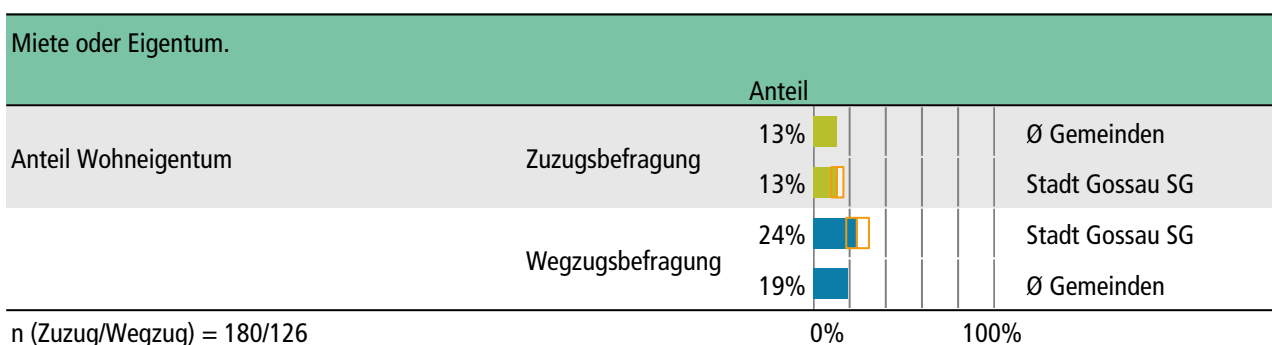 Miete oder Eigentum.
Anteil
13% Ø Gemeinden
Anteil Wohneigentum Zuzugsbefragung
13% Stadt Gossau SG
24% Stadt Gossau SG
Wegzugsbefragung
19% Ø Gemeinden
n (Zuzug/Wegzug) = 180/126 0% 100%